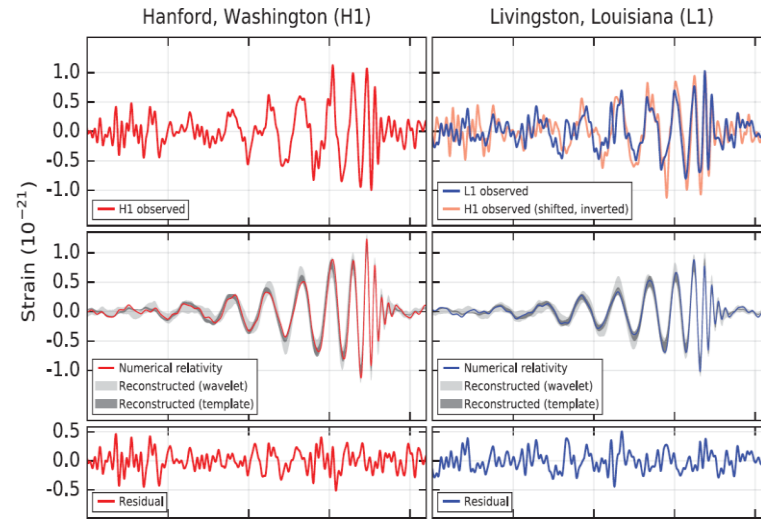 Hanford, Washington (H1)
Livingston, Louisiana (L1)
Strain (10⁻²¹)
1.0
0.5
0.0
-0.5
-1.0
H1 observed
L1 observed
H1 observed (shifted, inverted)
1.0
0.5
0.0
-0.5
-1.0
Numerical relativity
Reconstructed (wavelet)
Reconstructed (template)
Numerical relativity
Reconstructed (wavelet)
Reconstructed (template)
0.5
0.0
-0.5
Residual
Residual